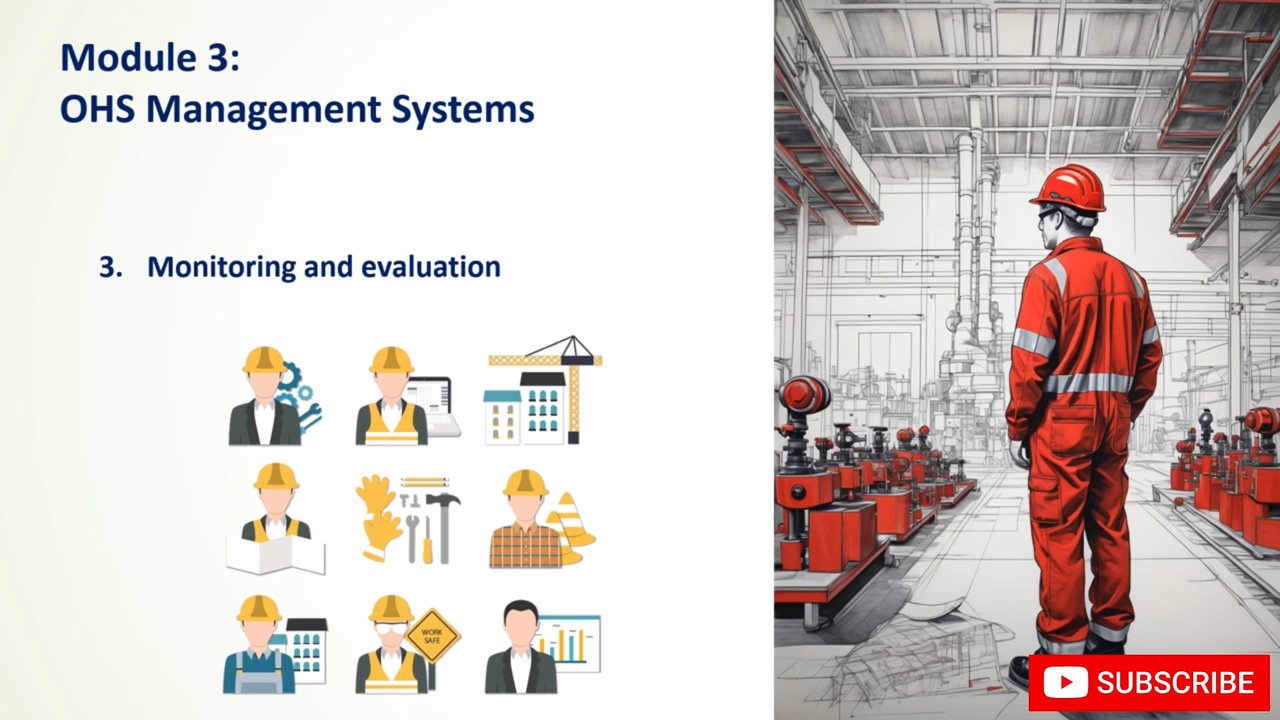 Module 3:
OHS Management Systems
3. Monitoring and evaluation
WORK
SAFE
SUBSCRIBE